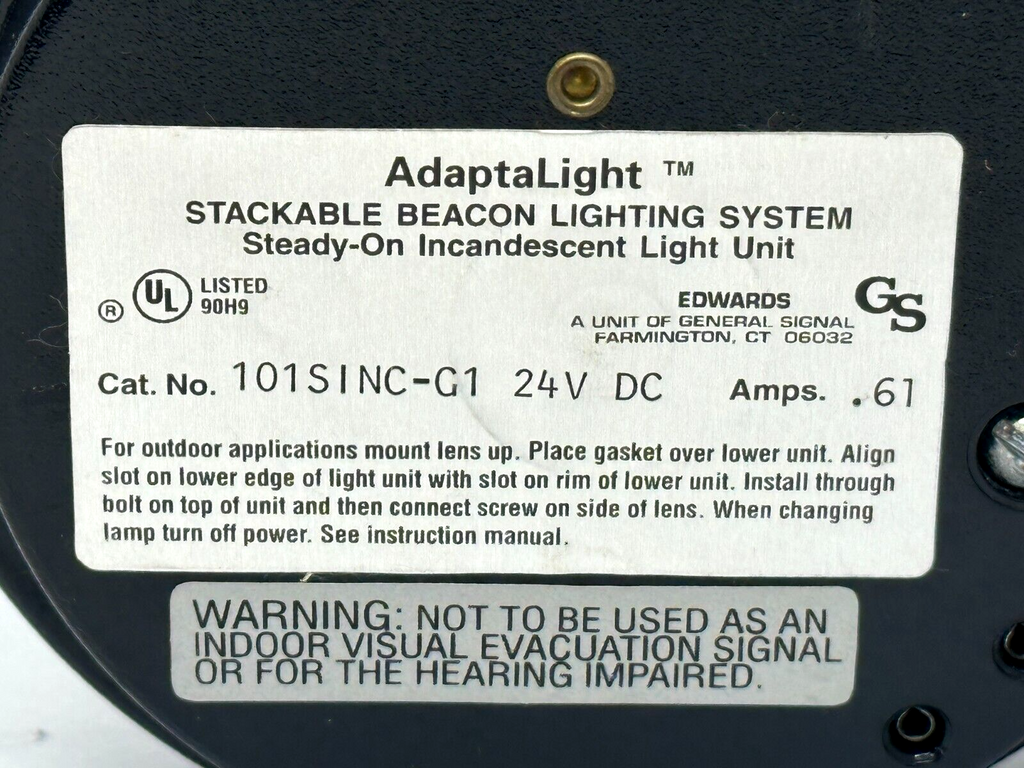 AdaptaLight ™
STACKABLE BEACON LIGHTING SYSTEM
Steady-On Incandescent Light Unit
® UL LISTED
90H9
EDWARDS
A UNIT OF GENERAL SIGNAL
FARMINGTON, CT 06032
GS
Cat. No. 101SINC-G1 24V DC Amps. .61
For outdoor applications mount lens up. Place gasket over lower unit. Align
slot on lower edge of light unit with slot on rim of lower unit. Install through
bolt on top of unit and then connect screw on side of lens. When changing
lamp turn off power. See instruction manual.
WARNING: NOT TO BE USED AS AN
INDOOR VISUAL EVACUATION SIGNAL
OR FOR THE HEARING IMPAIRED.